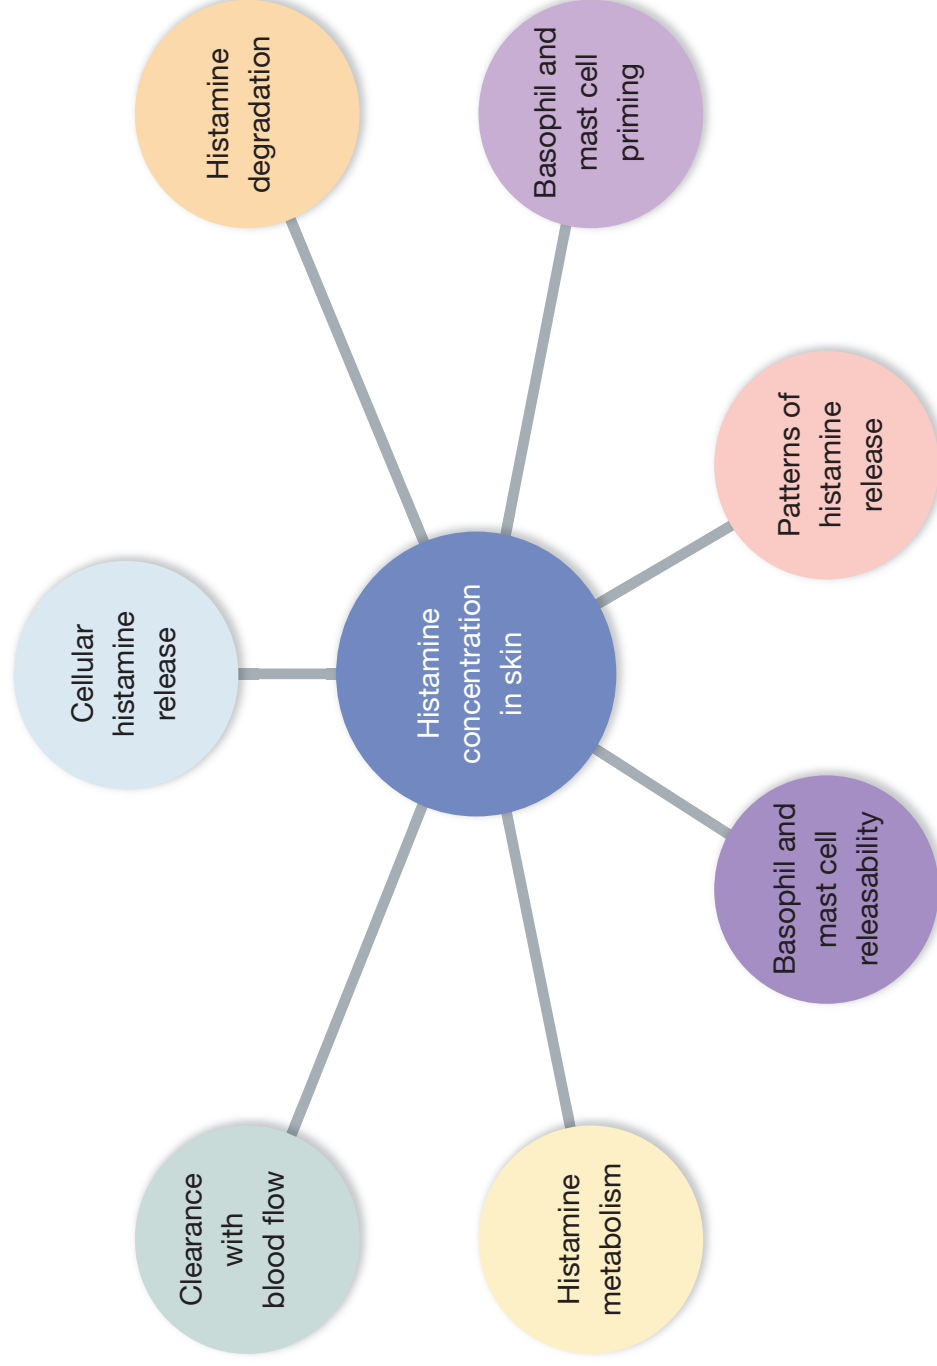 Cellular
histamine
release
Histamine
degradation
Basophil and
mast cell
priming
Patterns of
histamine
release
Basophil and
mast cell
releasability
Histamine
metabolism
Clearance
with
blood flow
Histamine
concentration
in skin